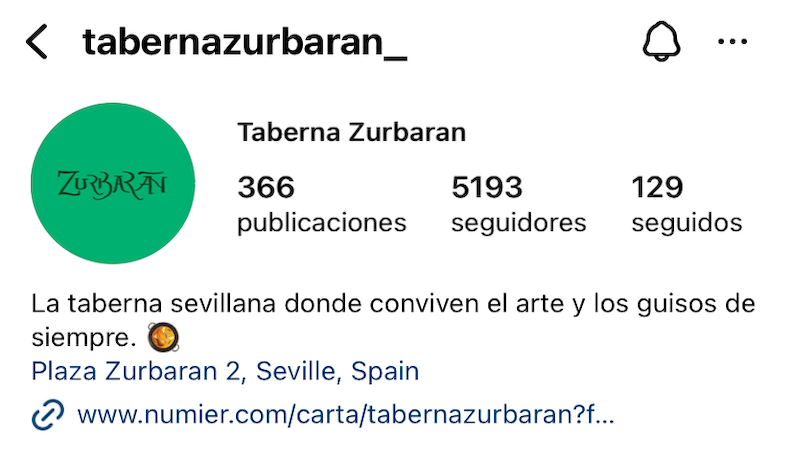 tabernazurbaran_
Taberna Zurbaran
ZURBARÁN
366 5193 129
publicaciones seguidores seguidos
La taberna sevillana donde conviven el arte y los guisos de
siempre. 🥘
Plaza Zurbaran 2, Seville, Spain
www.numier.com/carta/tabernazurbaran?f...